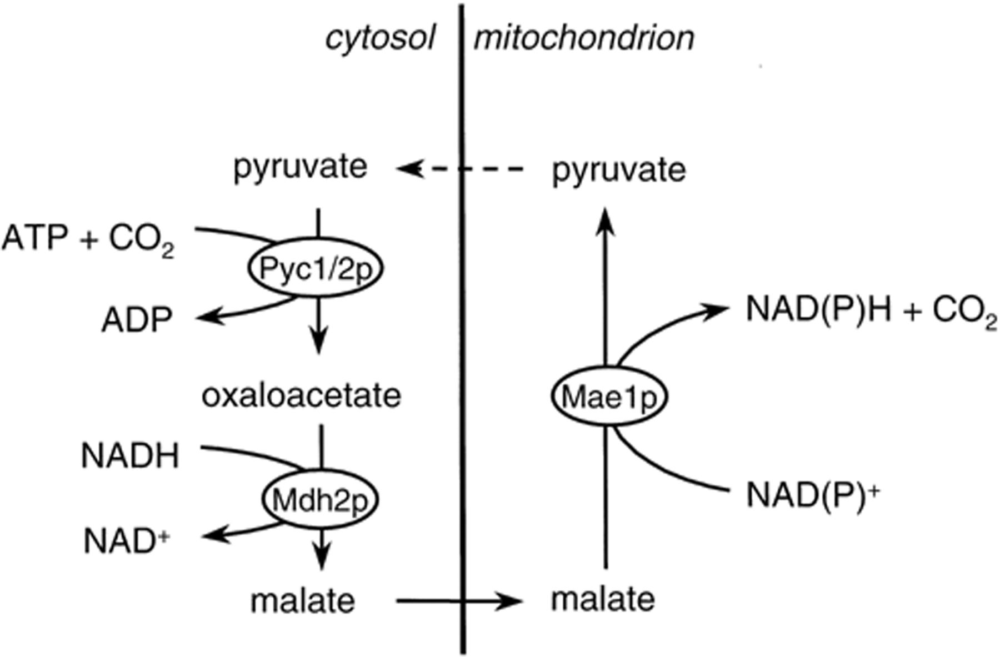 cytosol mitochondrion
pyruvate pyruvate
ATP + CO₂
Pyc1/2p
ADP
NAD(P)H + CO₂
oxaloacetate
Mae1p
NADH
Mdh2p
NAD(P)⁺
NAD⁺
malate malate